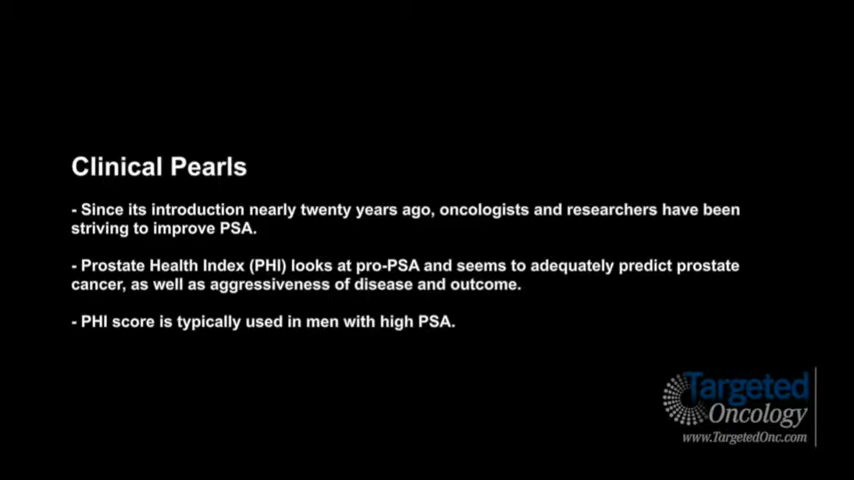 Clinical Pearls
- Since its introduction nearly twenty years ago, oncologists and researchers have been
striving to improve PSA.
- Prostate Health Index (PHI) looks at pro-PSA and seems to adequately predict prostate
cancer, as well as aggressiveness of disease and outcome.
- PHI score is typically used in men with high PSA.
Targeted
Oncology
www.TargetedOnc.com